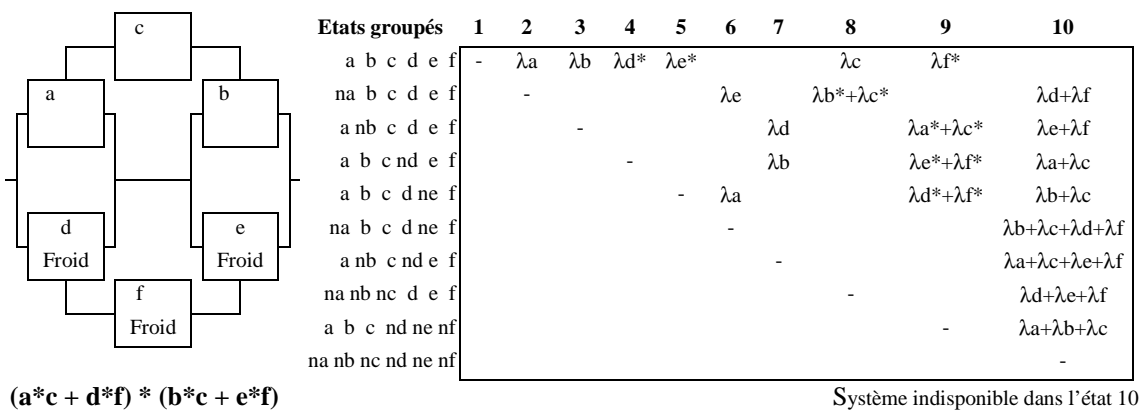 c
a
b
d
Froid
e
Froid
f
Froid
(a*c + d*f) * (b*c + e*f)
Etats groupés 1 2 3 4 5 6 7 8 9 10
a b c d e f - λa λb λd* λe* λc λf*
na b c d e f - λe λb*+λc* λd+λf
a nb c d e f - λd λa*+λc* λe+λf
a b c nd e f - λb λe*+λf* λa+λc
a b c d ne f - λa λd*+λf* λb+λc
na b c d ne f - λb+λc+λd+λf
a nb c nd e f - λa+λc+λe+λf
na nb nc d e f - λd+λe+λf
a b c nd ne nf - λa+λb+λc
na nb nc nd ne nf -
Système indisponible dans l’état 10